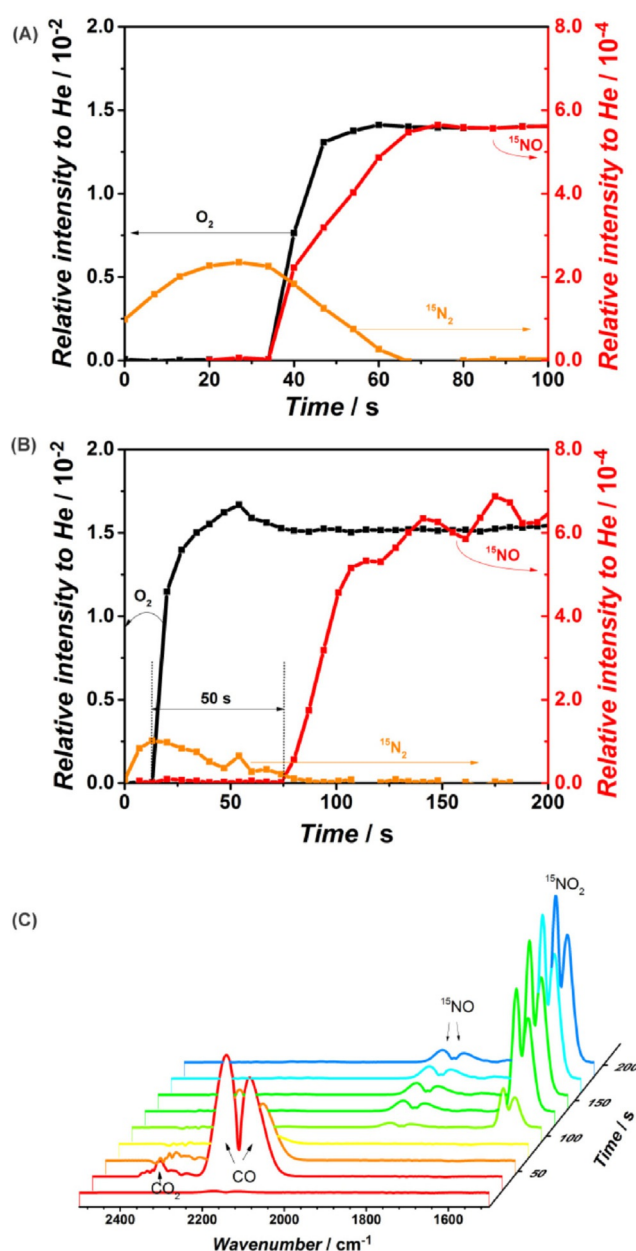 (A)
Relative intensity to He / 10⁻²
2.0
1.5
1.0
0.5
0.0
O₂
¹⁵NO
¹⁵N₂
8.0
6.0
4.0
2.0
0.0
Relative intensity to He / 10⁻⁴
0 20 40 60 80 100
Time / s
(B)
Relative intensity to He / 10⁻²
2.0
1.5
1.0
0.5
0.0
O₂
50 s
¹⁵NO
¹⁵N₂
8.0
6.0
4.0
2.0
0.0
Relative intensity to He / 10⁻⁴
0 50 100 150 200
Time / s
(C)
¹⁵NO₂
¹⁵NO
CO₂
CO
200
150
100
50
Time / s
2400 2200 2000 1800 1600
Wavenumber / cm⁻¹